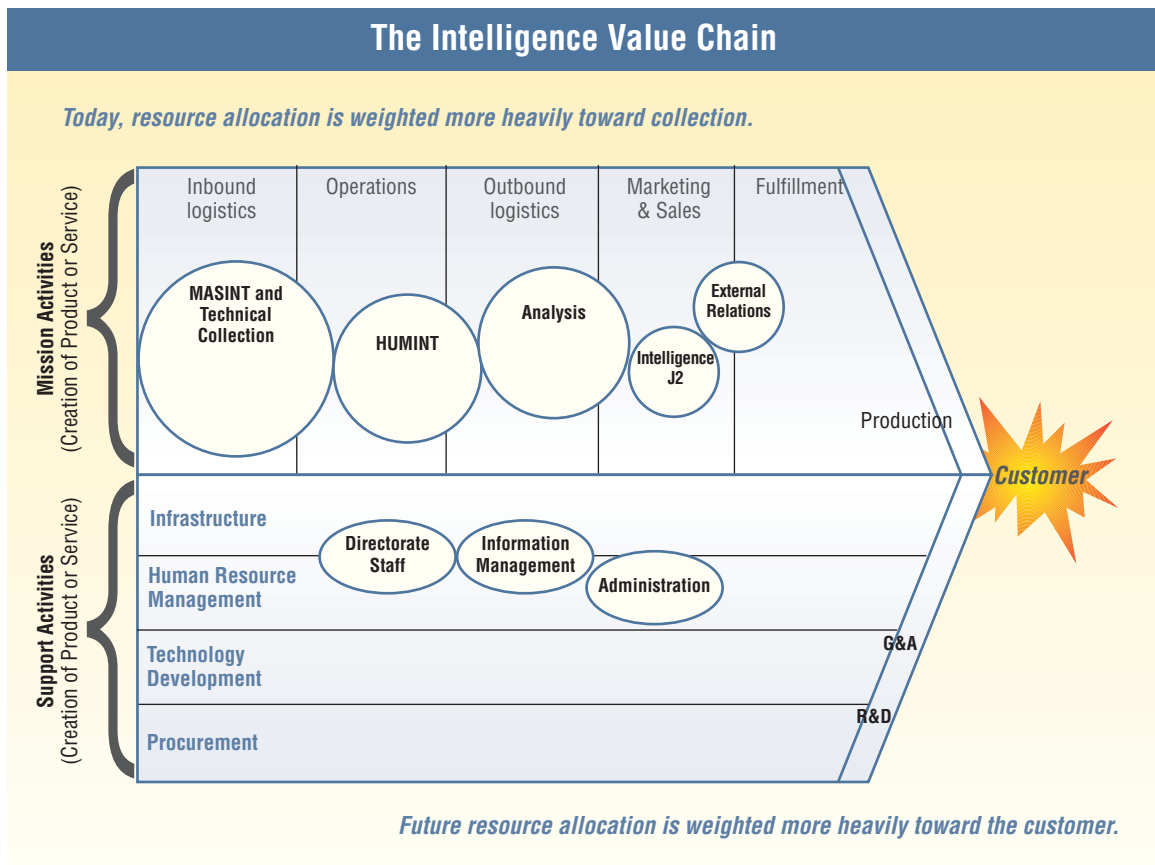 The Intelligence Value Chain
Today, resource allocation is weighted more heavily toward collection.
Mission Activities
(Creation of Product or Service)
Inbound
logistics
Operations
Outbound
logistics
Marketing
& Sales
Fulfillment
MASINT and
Technical
Collection
HUMINT
Analysis
Intelligence
J2
External
Relations
Production
Customer
Support Activities
(Creation of Product or Service)
Infrastructure
Directorate
Staff
Information
Management
Human Resource
Management
Administration
Technology
Development
G&A
R&D
Procurement
Future resource allocation is weighted more heavily toward the customer.